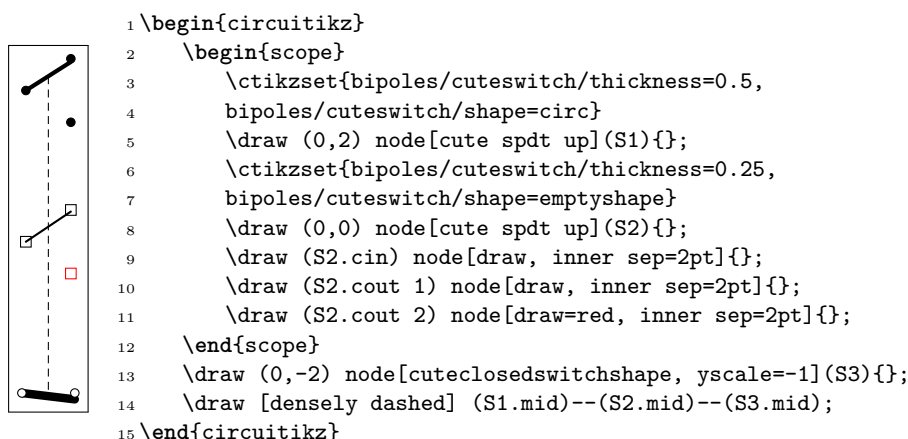 1 \begin{circuitikz}
2     \begin{scope}
3         \ctikzset{bipoles/cuteswitch/thickness=0.5,
4         bipoles/cuteswitch/shape=circ}
5         \draw (0,2) node[cute spdt up](S1){};
6         \ctikzset{bipoles/cuteswitch/thickness=0.25,
7         bipoles/cuteswitch/shape=emptyshape}
8         \draw (0,0) node[cute spdt up](S2){};
9         \draw (S2.cin) node[draw, inner sep=2pt]{};
10         \draw (S2.cout 1) node[draw, inner sep=2pt]{};
11         \draw (S2.cout 2) node[draw=red, inner sep=2pt]{};
12     \end{scope}
13     \draw (0,-2) node[cuteclosedswitchshape, yscale=-1](S3){};
14     \draw [densely dashed] (S1.mid)--(S2.mid)--(S3.mid);
15 \end{circuitikz}